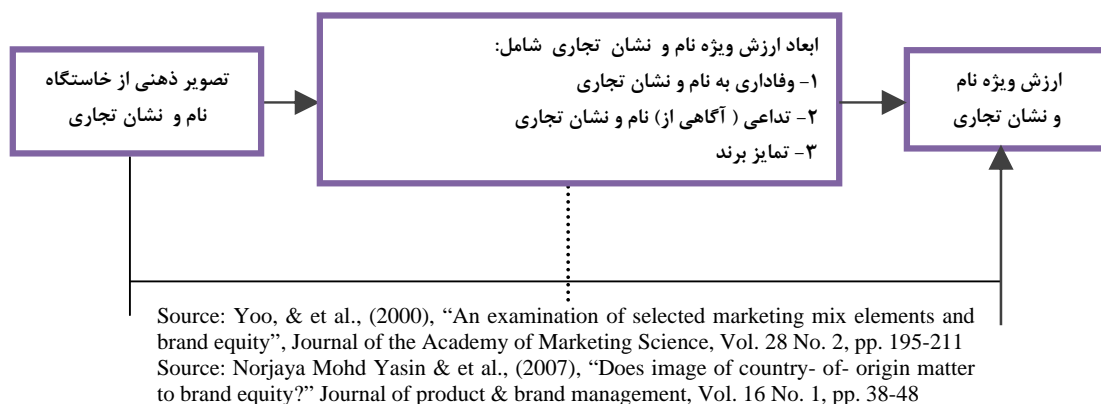 تصویر ذهنی از خاستگاه
نام و نشان تجاری
ابعاد ارزش ویژه نام و نشان تجاری شامل:
۱- وفاداری به نام و نشان تجاری
۲- تداعی ( آگاهی از) نام و نشان تجاری
۳- تمایز برند
ارزش ویژه نام
و نشان تجاری
Source: Yoo, & et al., (2000), “An examination of selected marketing mix elements and
brand equity”, Journal of the Academy of Marketing Science, Vol. 28 No. 2, pp. 195-211
Source: Norjaya Mohd Yasin & et al., (2007), “Does image of country- of- origin matter
to brand equity?” Journal of product & brand management, Vol. 16 No. 1, pp. 38-48